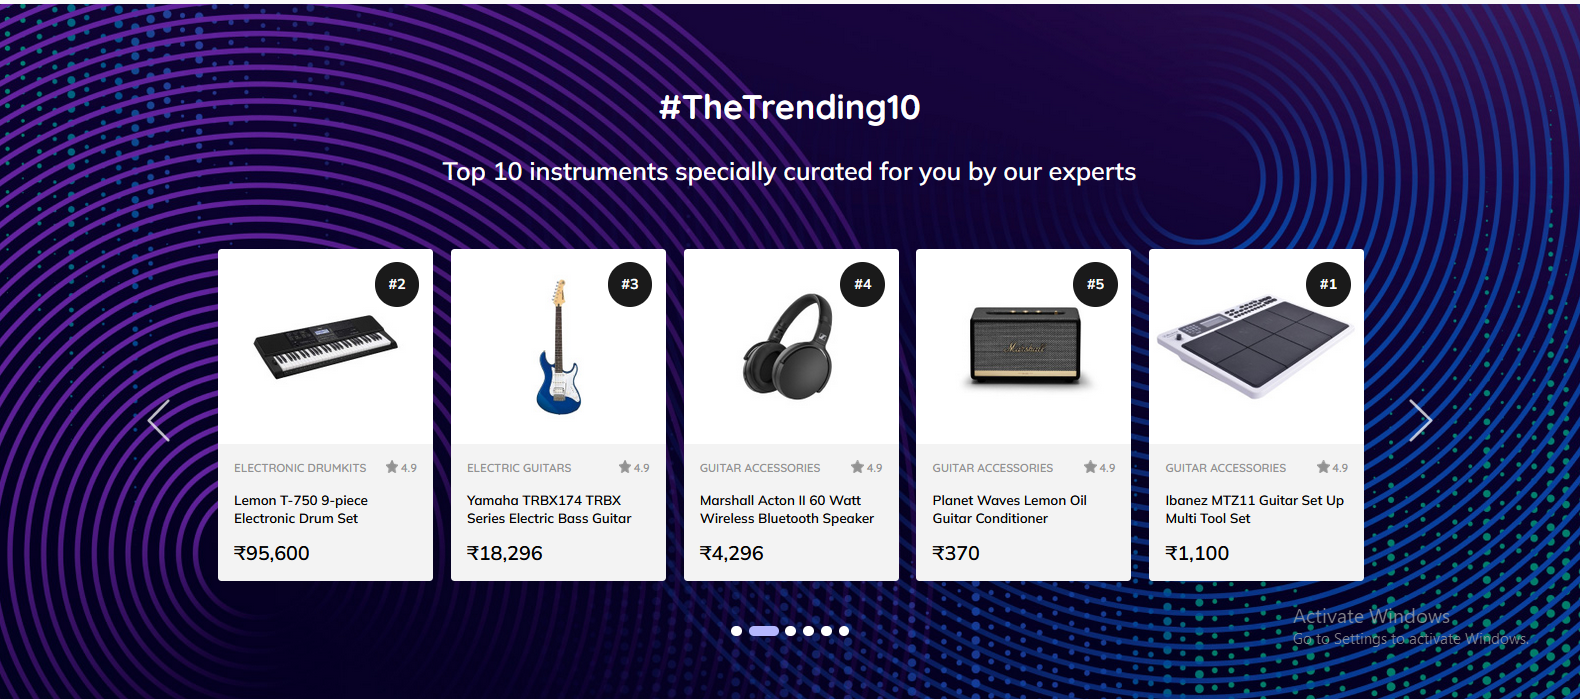 #TheTrending10
Top 10 instruments specially curated for you by our experts
#2
ELECTRONIC DRUMKITS 4.9
Lemon T-750 9-piece
Electronic Drum Set
₹95,600
#3
ELECTRIC GUITARS 4.9
Yamaha TRBX174 TRBX
Series Electric Bass Guitar
₹18,296
#4
GUITAR ACCESSORIES 4.9
Marshall Acton II 60 Watt
Wireless Bluetooth Speaker
₹4,296
#5
Marshall
GUITAR ACCESSORIES 4.9
Planet Waves Lemon Oil
Guitar Conditioner
₹370
#1
GUITAR ACCESSORIES 4.9
Ibanez MTZ11 Guitar Set Up
Multi Tool Set
₹1,100
Activate Windows
Go to Settings to activate Windows.